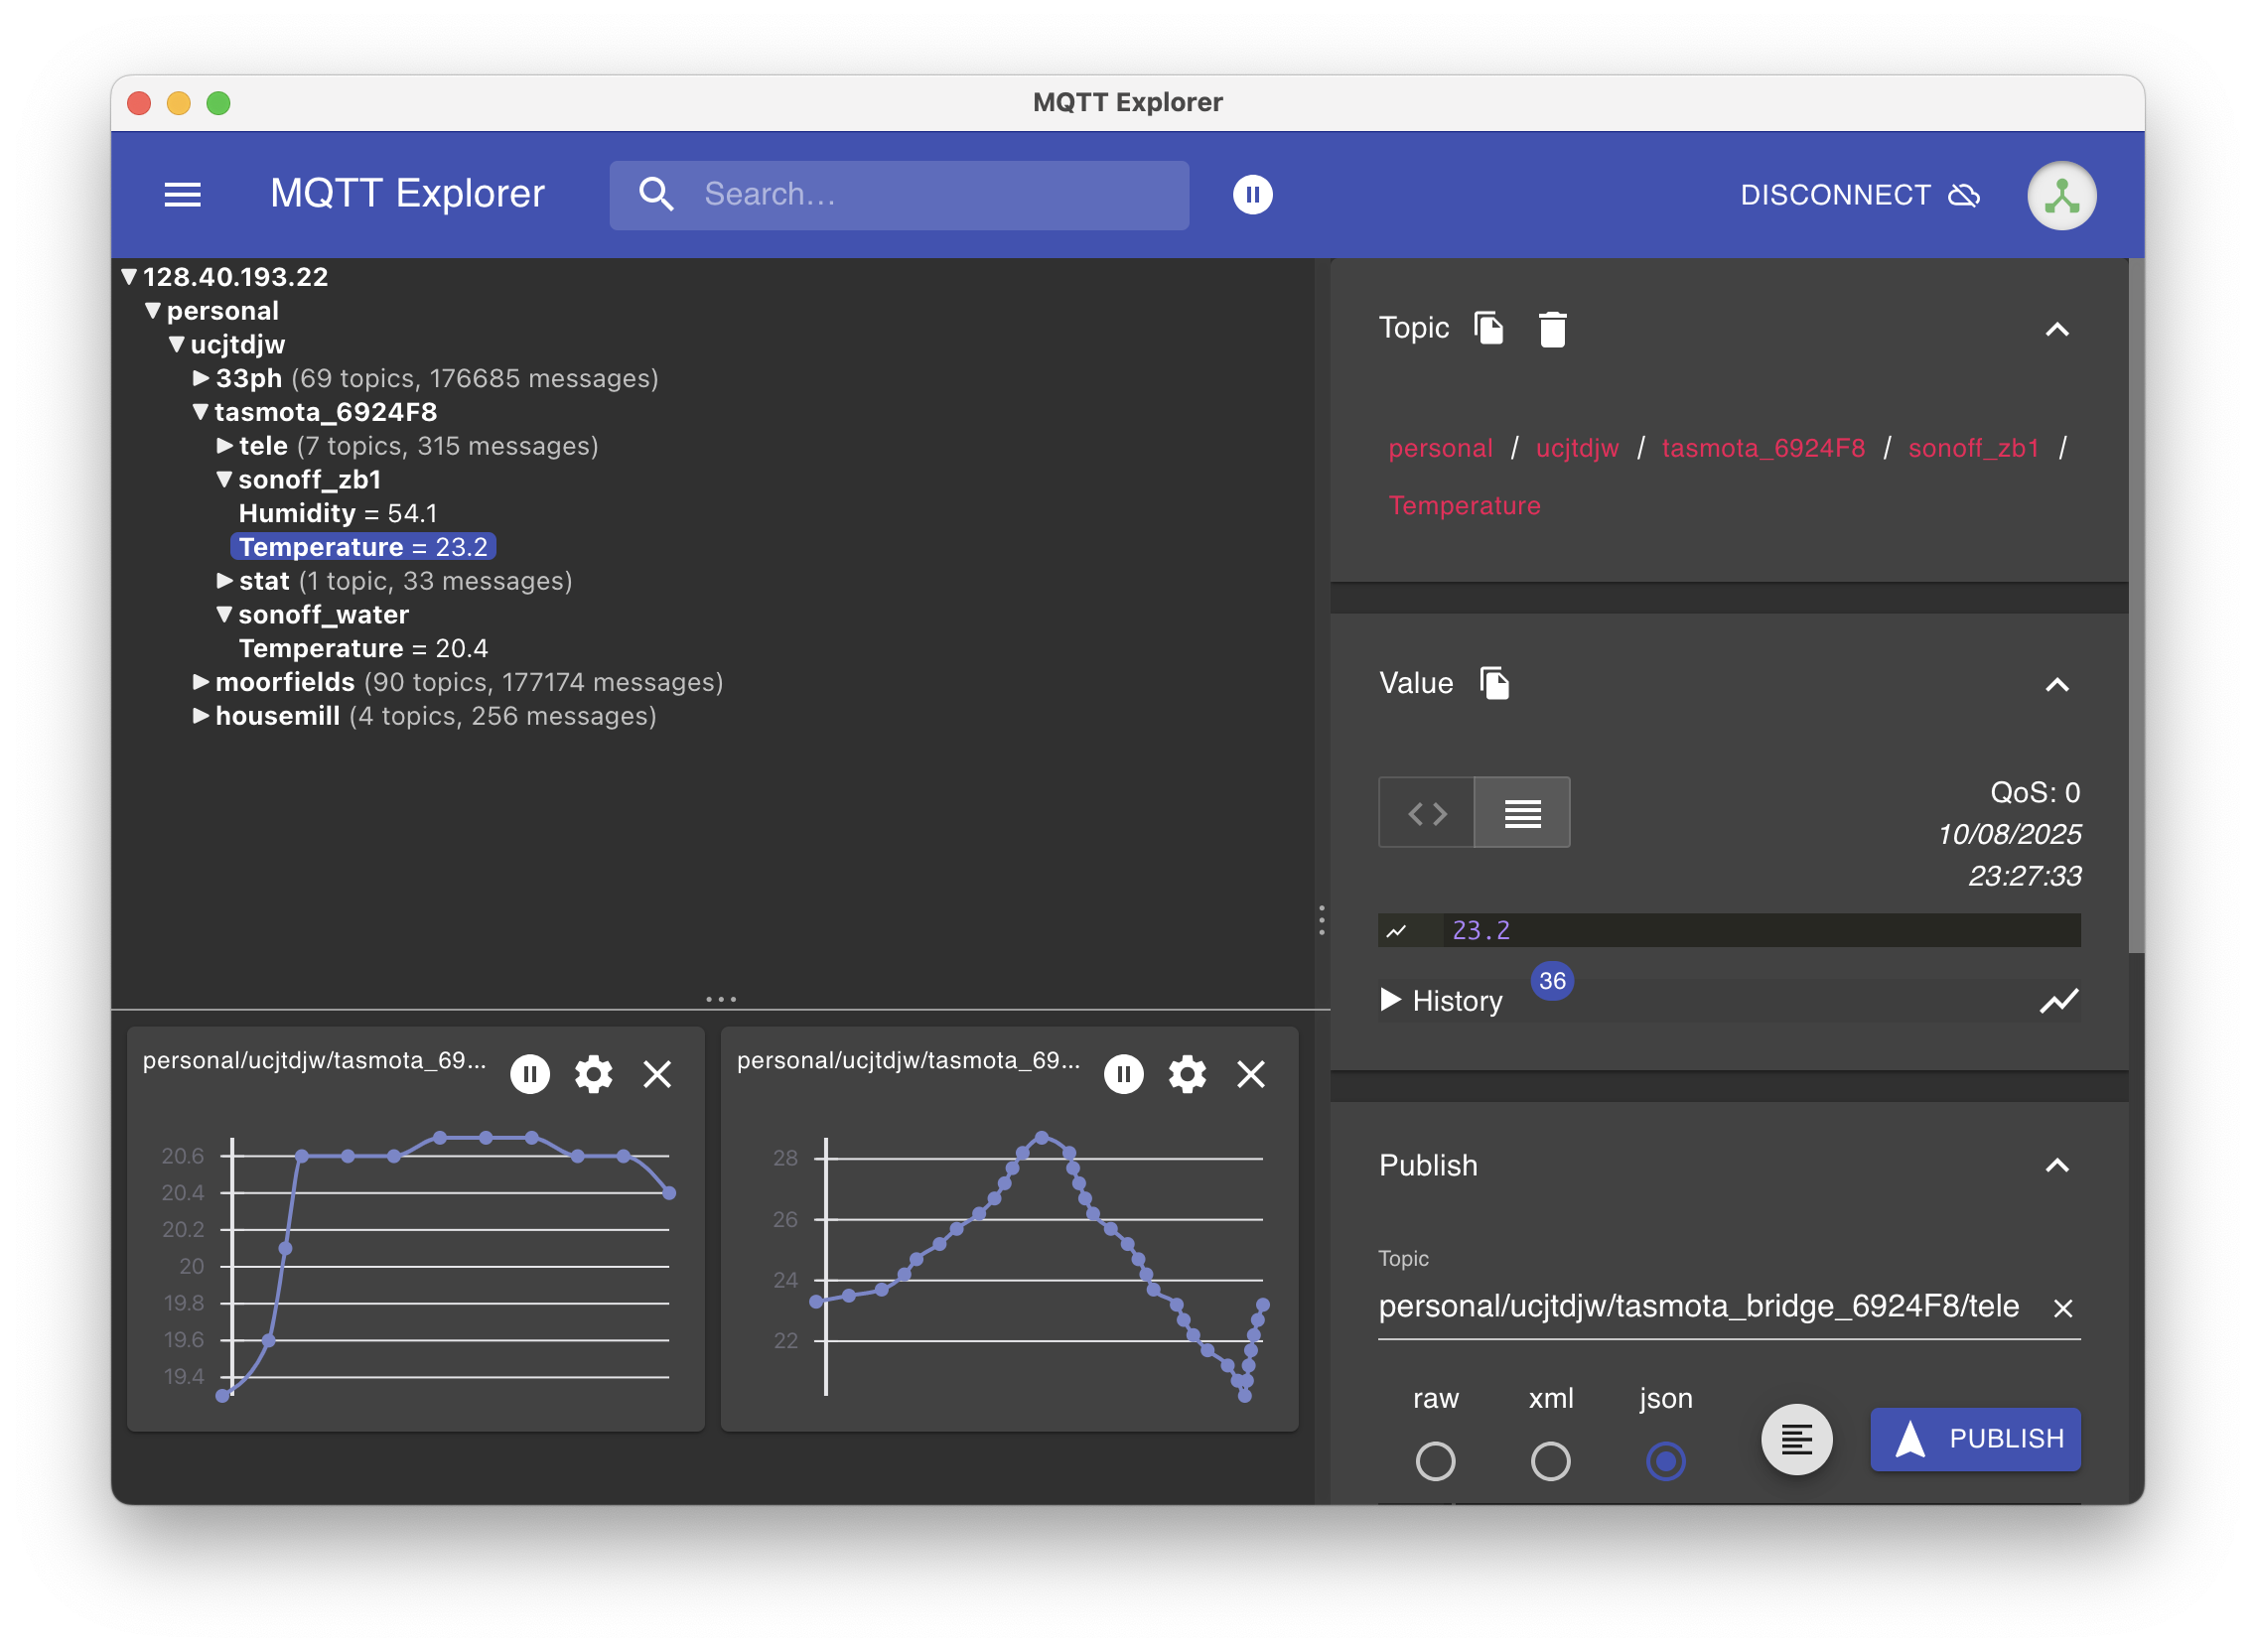 MQTT Explorer
MQTT Explorer
Search...
DISCONNECT
128.40.193.22
personal
ucjtdjw
33ph (69 topics, 176685 messages)
tasmota_6924F8
tele (7 topics, 315 messages)
sonoff_zb1
Humidity = 54.1
Temperature = 23.2
stat (1 topic, 33 messages)
sonoff_water
Temperature = 20.4
moorfields (90 topics, 177174 messages)
housemill (4 topics, 256 messages)
personal/ucjtdjw/tasmota_69...
20.6
20.4
20.2
20
19.8
19.6
19.4
personal/ucjtdjw/tasmota_69...
28
26
24
22
Topic
personal / ucjtdjw / tasmota_6924F8 / sonoff_zb1 /
Temperature
Value
QoS: 0
10/08/2025
23:27:33
23.2
History 36
Publish
Topic
personal/ucjtdjw/tasmota_bridge_6924F8/tele
raw xml json
PUBLISH